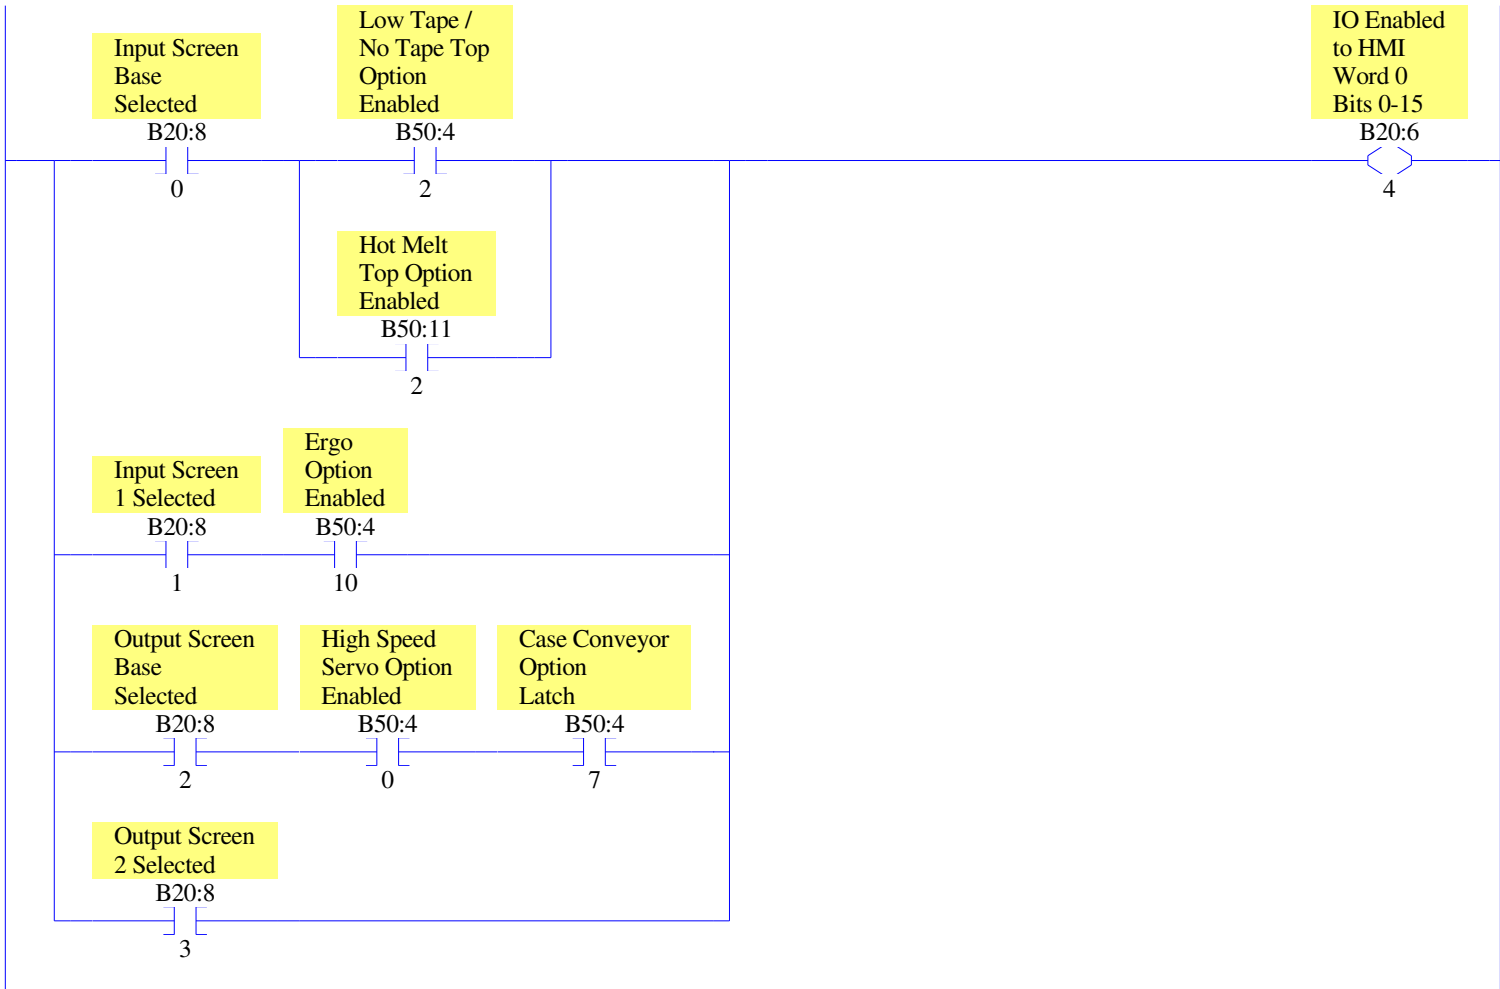 Input Screen
Base
Selected
B20:8
0
Low Tape /
No Tape Top
Option
Enabled
B50:4
2
IO Enabled
to HMI
Word 0
Bits 0-15
B20:6
4
Hot Melt
Top Option
Enabled
B50:11
2
Input Screen
1 Selected
B20:8
1
Ergo
Option
Enabled
B50:4
10
Output Screen
Base
Selected
B20:8
2
High Speed
Servo Option
Enabled
B50:4
0
Case Conveyor
Option
Latch
B50:4
7
Output Screen
2 Selected
B20:8
3